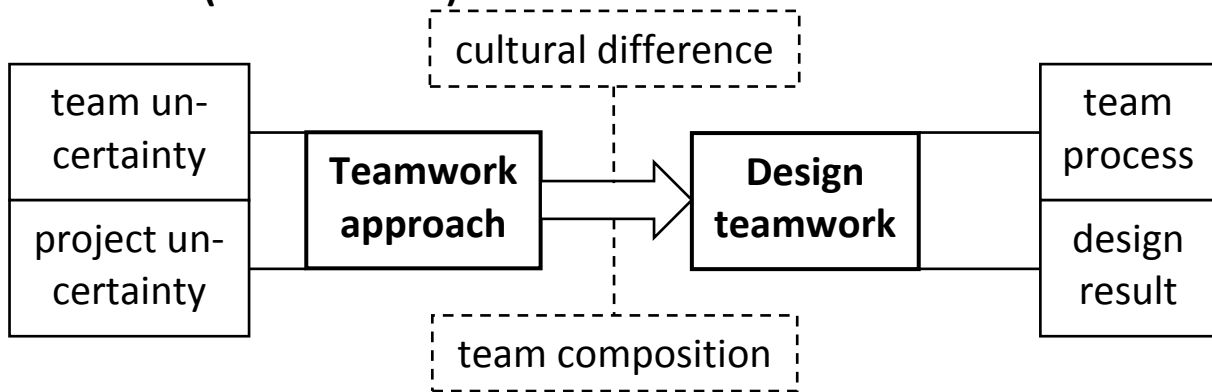 cultural difference
team un-
certainty
project un-
certainty
Teamwork
approach
Design
teamwork
team
process
design
result
team composition